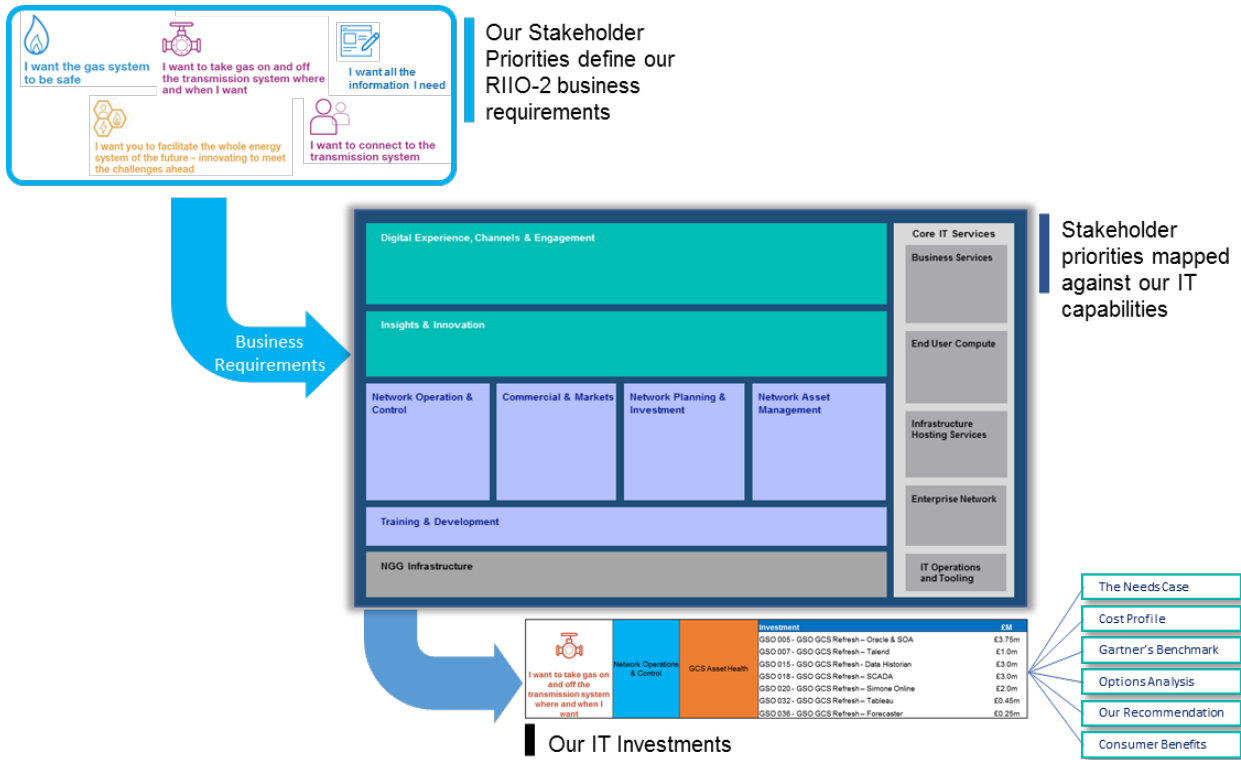 I want the gas system
to be safe
I want to take gas on and off
the transmission system where
and when I want
I want all the
information I need
I want you to facilitate the whole energy
system of the future – innovating to meet
the challenges ahead
I want to connect to the
transmission system
Our Stakeholder
Priorities define our
RIIO-2 business
requirements
Business
Requirements
Digital Experience, Channels & Engagement
Insights & Innovation
Network Operation &
Control
Commercial & Markets
Network Planning &
Investment
Network Asset
Management
Training & Development
NGG Infrastructure
Core IT Services
Business Services
End User Compute
Infrastructure
Hosting Services
Enterprise Network
IT Operations
and Tooling
Stakeholder
priorities mapped
against our IT
capabilities
I want to take gas on
and off the
transmission system
where and when I
want
Network Operations
& Control
GCS Asset Health
Investment £M
GSO 005 - GSO GCS Refresh – Oracle & SOA £3.75m
GSO 007 - GSO GCS Refresh – Talend £1.0m
GSO 015 - GSO GCS Refresh - Data Historian £3.0m
GSO 018 - GSO GCS Refresh – SCADA £3.0m
GSO 020 - GSO GCS Refresh – Simone Online £2.0m
GSO 032 - GSO GCS Refresh – Tableau £0.45m
GSO 036 - GSO GCS Refresh – Forecaster £0.25m
Our IT Investments
The Needs Case
Cost Profile
Gartner's Benchmark
Options Analysis
Our Recommendation
Consumer Benefits